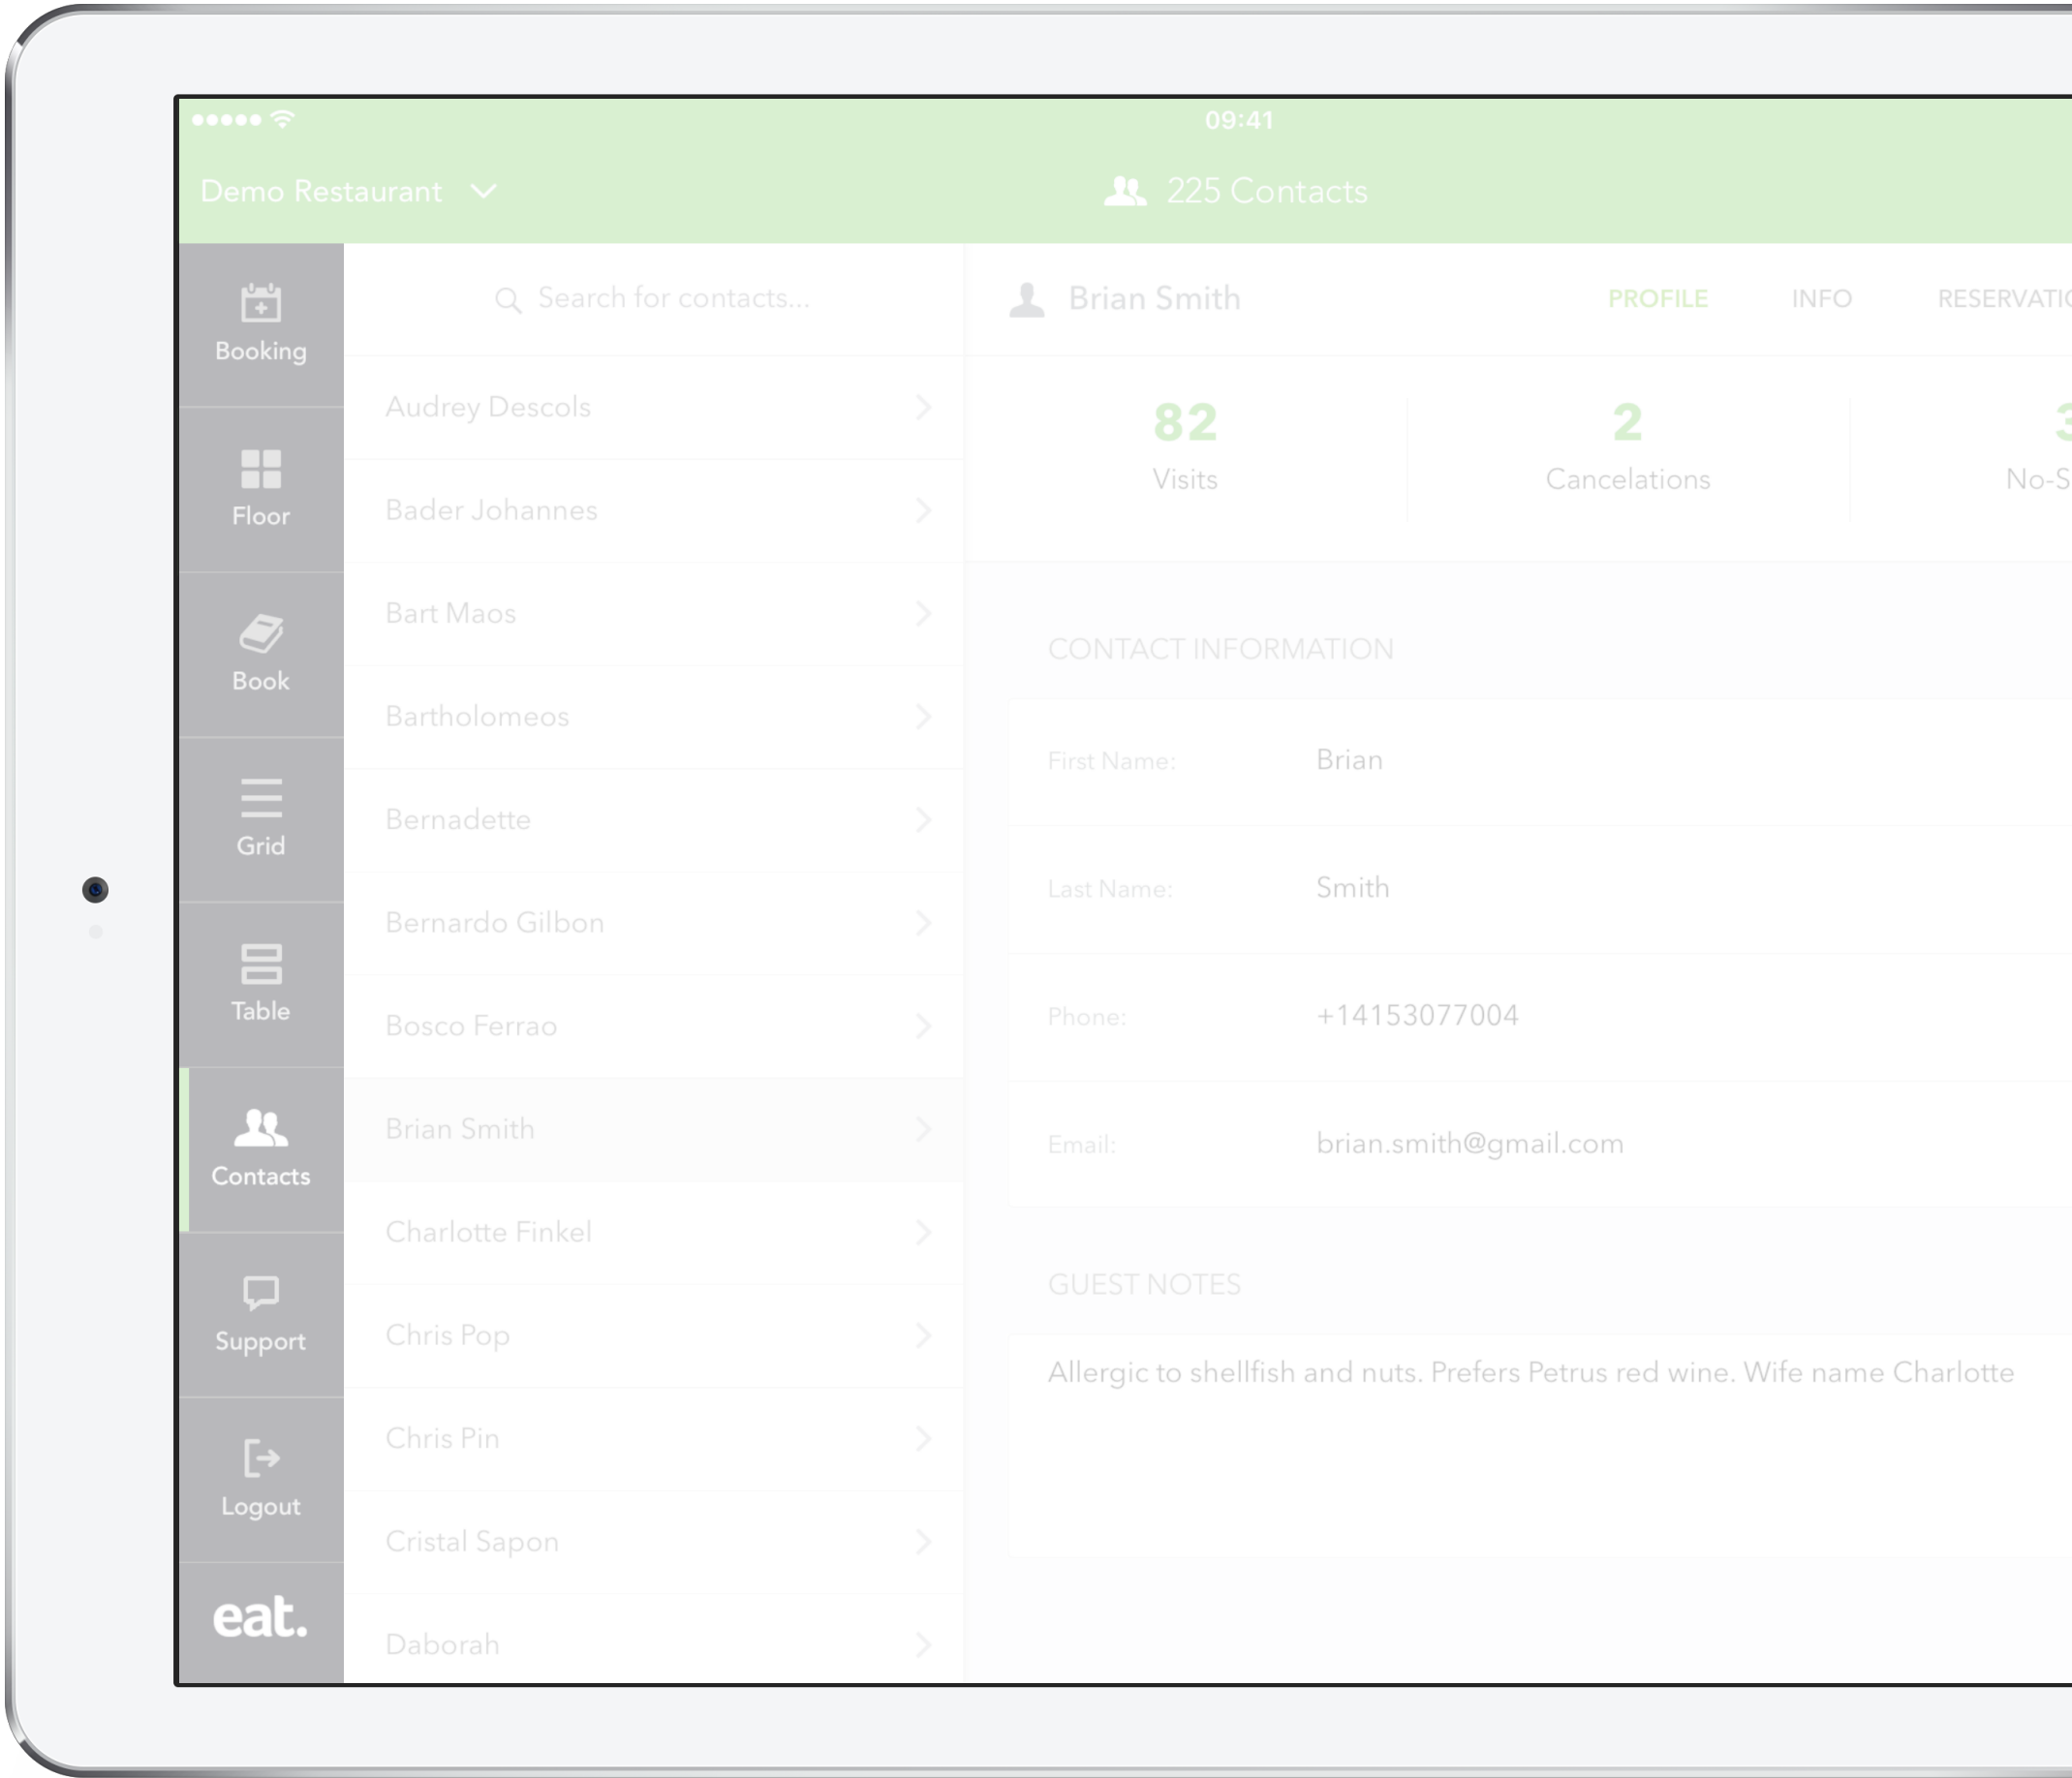 09:41
Demo Restaurant
225 Contacts
Booking
Floor
Book
Grid
Table
Contacts
Support
Logout
eat.
Search for contacts...
Audrey Descols
Bader Johannes
Bart Maos
Bartholomeos
Bernadette
Bernardo Gilbon
Bosco Ferrao
Brian Smith
Charlotte Finkel
Chris Pop
Chris Pin
Cristal Sapon
Daborah
Brian Smith
PROFILE INFO
82 2
Visits Cancelations
CONTACT INFORMATION
First Name: Brian
Last Name: Smith
Phone: +14153077004
Email: brian.smith@gmail.com
GUEST NOTES
Allergic to shellfish and nuts. Prefers Petrus red wine. Wife name Charlotte